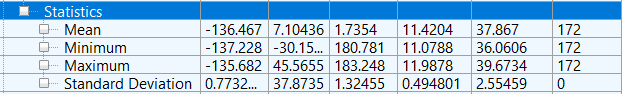 Statistics
Mean -136.467 7.10436 1.7354 11.4204 37.867 172
Minimum -137.228 -30.15... 180.781 11.0788 36.0606 172
Maximum -135.682 45.5655 183.248 11.9878 39.6734 172
Standard Deviation 0.7732... 37.8735 1.32455 0.494801 2.55459 0